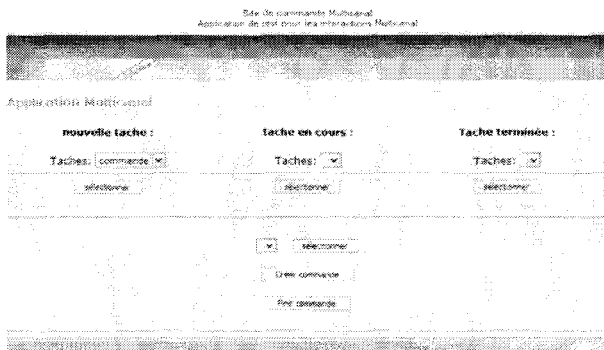 Site de commande Multicanal
Application de test pour les interactions Multicanal
Application Multicanal
nouvelle tache : tache en cours : Tache terminée :
Taches: commande Taches: Taches:
sélectionner sélectionner sélectionner
sélectionner
Créer commande
Finir commande